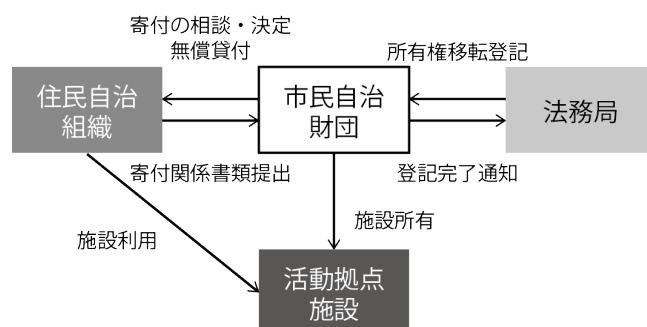 寄付の相談・決定
無償貸付
所有権移転登記
住民自治
組織
市民自治
財団
法務局
寄付関係書類提出
登記完了通知
施設利用
施設所有
活動拠点
施設